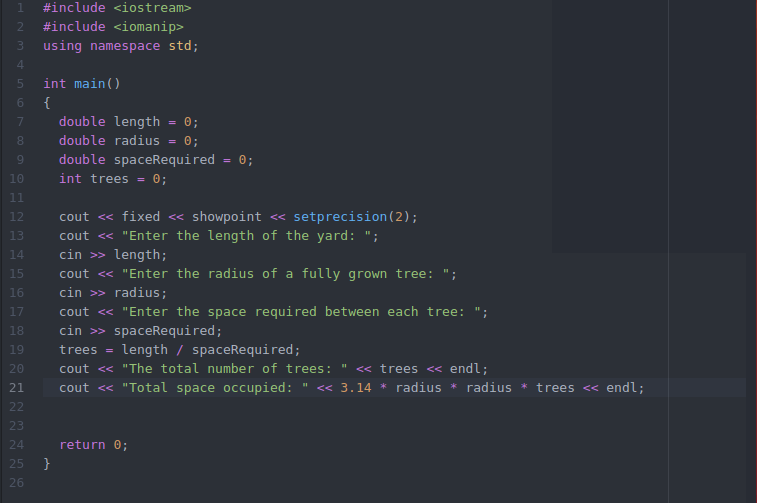 1 #include <iostream>
2 #include <iomanip>
3 using namespace std;
4
5 int main()
6 {
7   double length = 0;
8   double radius = 0;
9   double spaceRequired = 0;
10   int trees = 0;
11
12   cout << fixed << showpoint << setprecision(2);
13   cout << "Enter the length of the yard: ";
14   cin >> length;
15   cout << "Enter the radius of a fully grown tree: ";
16   cin >> radius;
17   cout << "Enter the space required between each tree: ";
18   cin >> spaceRequired;
19   trees = length / spaceRequired;
20   cout << "The total number of trees: " << trees << endl;
21   cout << "Total space occupied: " << 3.14 * radius * radius * trees << endl;
22
23
24   return 0;
25 }
26